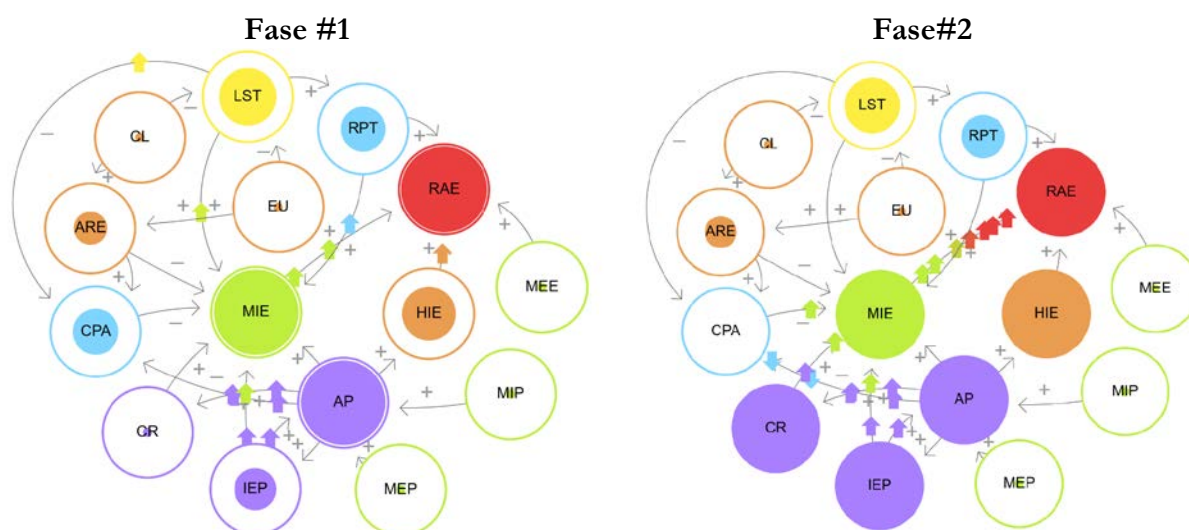 Fase #1
LST
RPT
CL
RAE
EU
ARE
MEE
MIE
HIE
CPA
AP
MIP
CR
IEP
MEP
Fase#2
LST
RPT
CL
RAE
EU
ARE
MEE
MIE
HIE
CPA
AP
MIP
CR
IEP
MEP